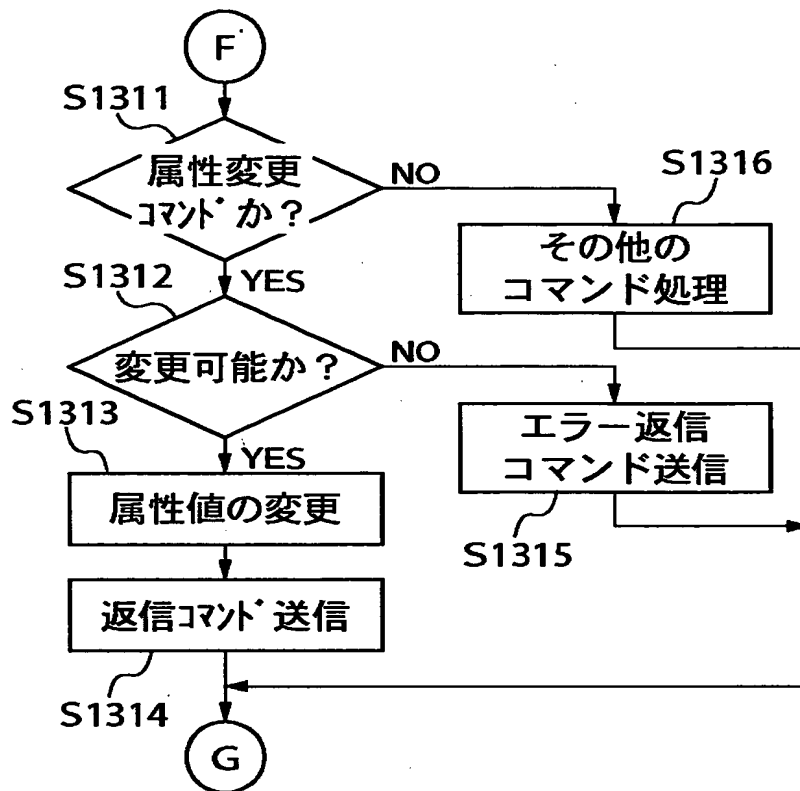 F
S1311
属性変更
ｺﾏﾝﾄﾞか？
NO
S1316
その他の
コマンド処理
YES
S1312
変更可能か？
NO
エラー返信
コマンド送信
S1315
YES
S1313
属性値の変更
返信ｺﾏﾝﾄﾞ送信
S1314
G